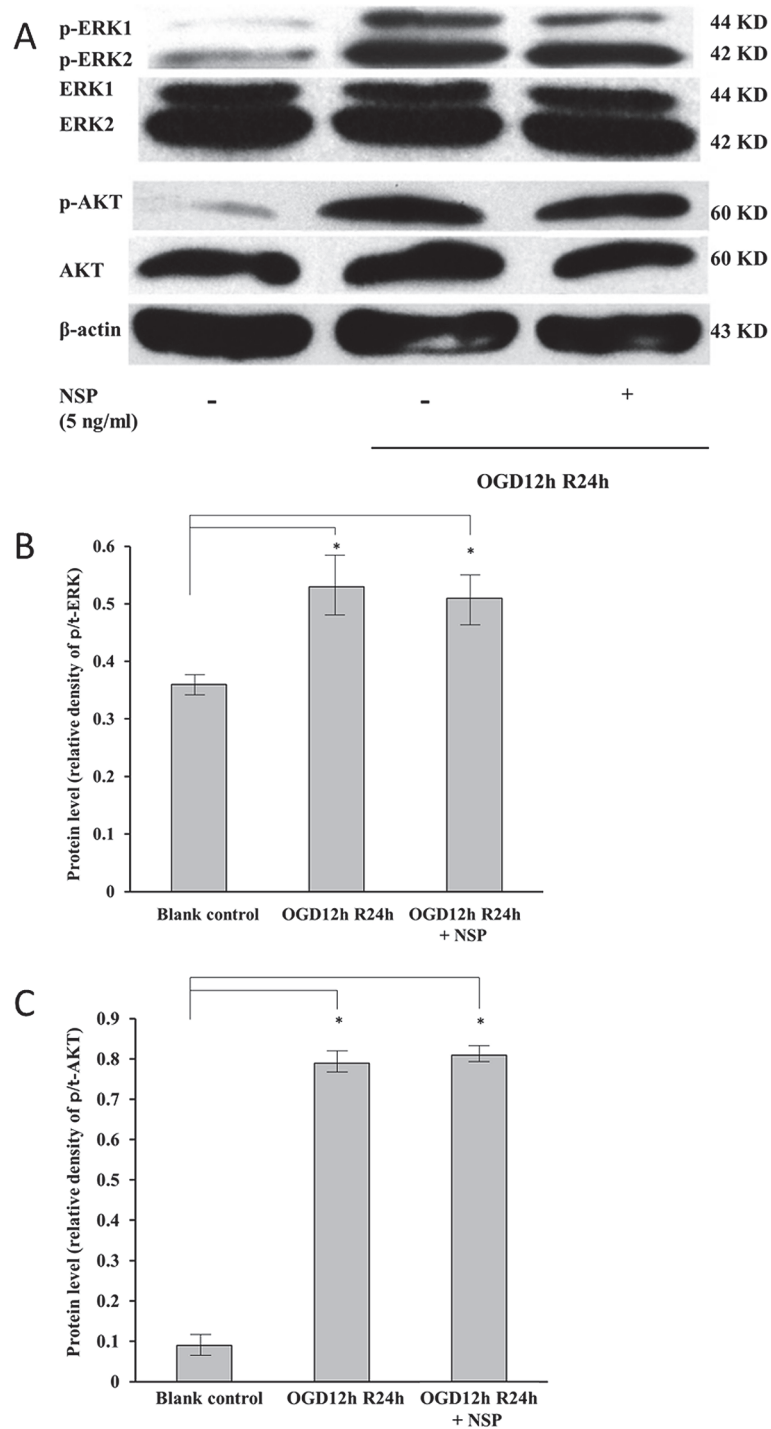 A
p-ERK1 44 KD
p-ERK2 42 KD
ERK1 44 KD
ERK2 42 KD
p-AKT 60 KD
AKT 60 KD
β-actin 43 KD
NSP - - +
(5 ng/ml)
OGD12h R24h
B
Protein level (relative density of p/t-ERK)
0.6
0.5
0.4
0.3
0.2
0.1
0
* *
Blank control OGD12h R24h OGD12h R24h
+ NSP
C
Protein level (relative density of p/t-AKT)
0.9
0.8
0.7
0.6
0.5
0.4
0.3
0.2
0.1
0
* *
Blank control OGD12h R24h OGD12h R24h
+ NSP